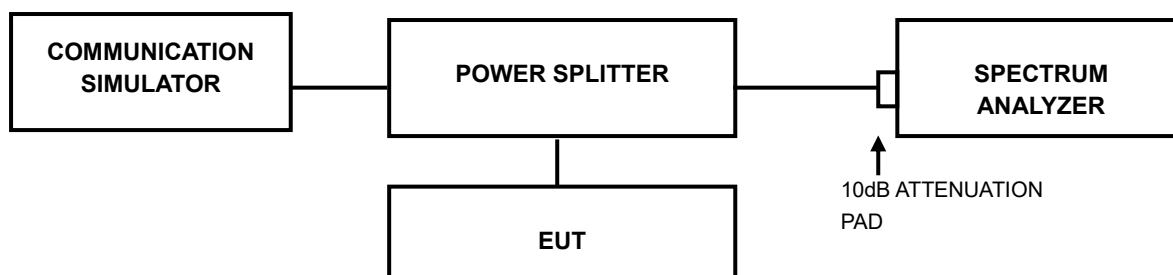 COMMUNICATION
SIMULATOR
POWER SPLITTER
SPECTRUM
ANALYZER
10dB ATTENUATION
PAD
EUT